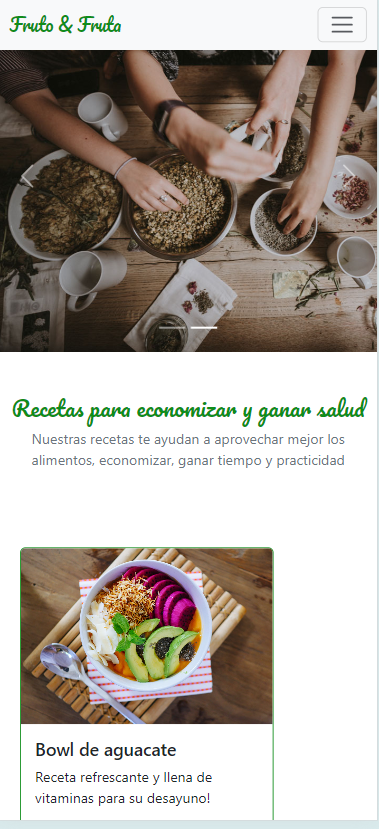 Fruto & Fruta
Recetas para economizar y ganar salud
Nuestras recetas te ayudan a aprovechar mejor los
alimentos, economizar, ganar tiempo y practicidad
Bowl de aguacate
Receta refrescante y llena de
vitaminas para su desayuno!